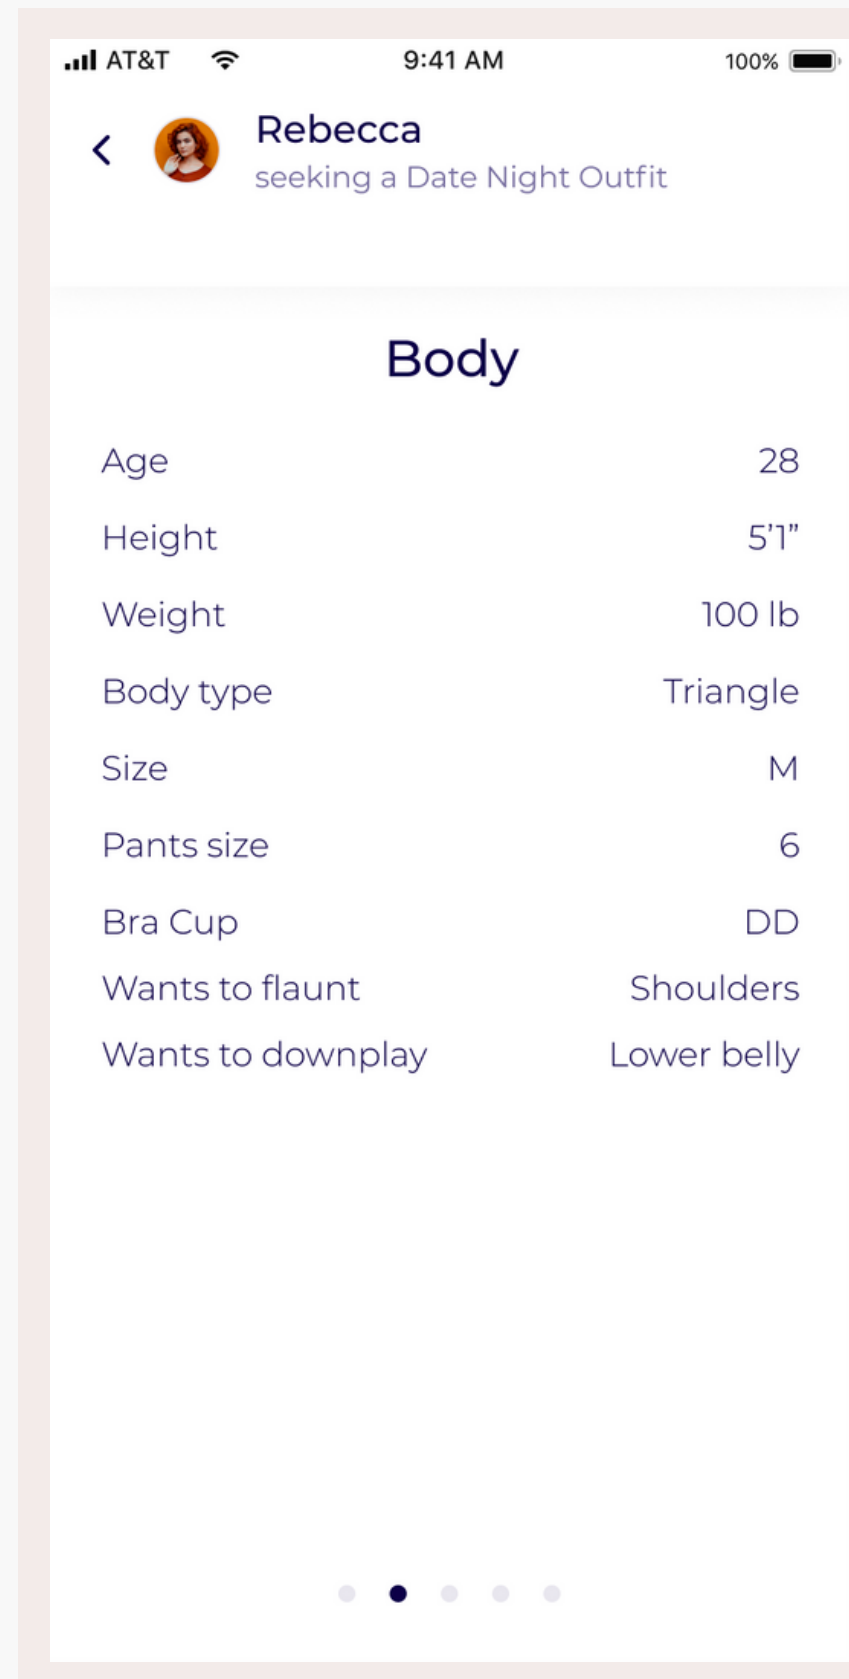 AT&T 9:41 AM 100%
Rebecca
seeking a Date Night Outfit
Body
Age 28
Height 5’1”
Weight 100 lb
Body type Triangle
Size M
Pants size 6
Bra Cup DD
Wants to flaunt Shoulders
Wants to downplay Lower belly